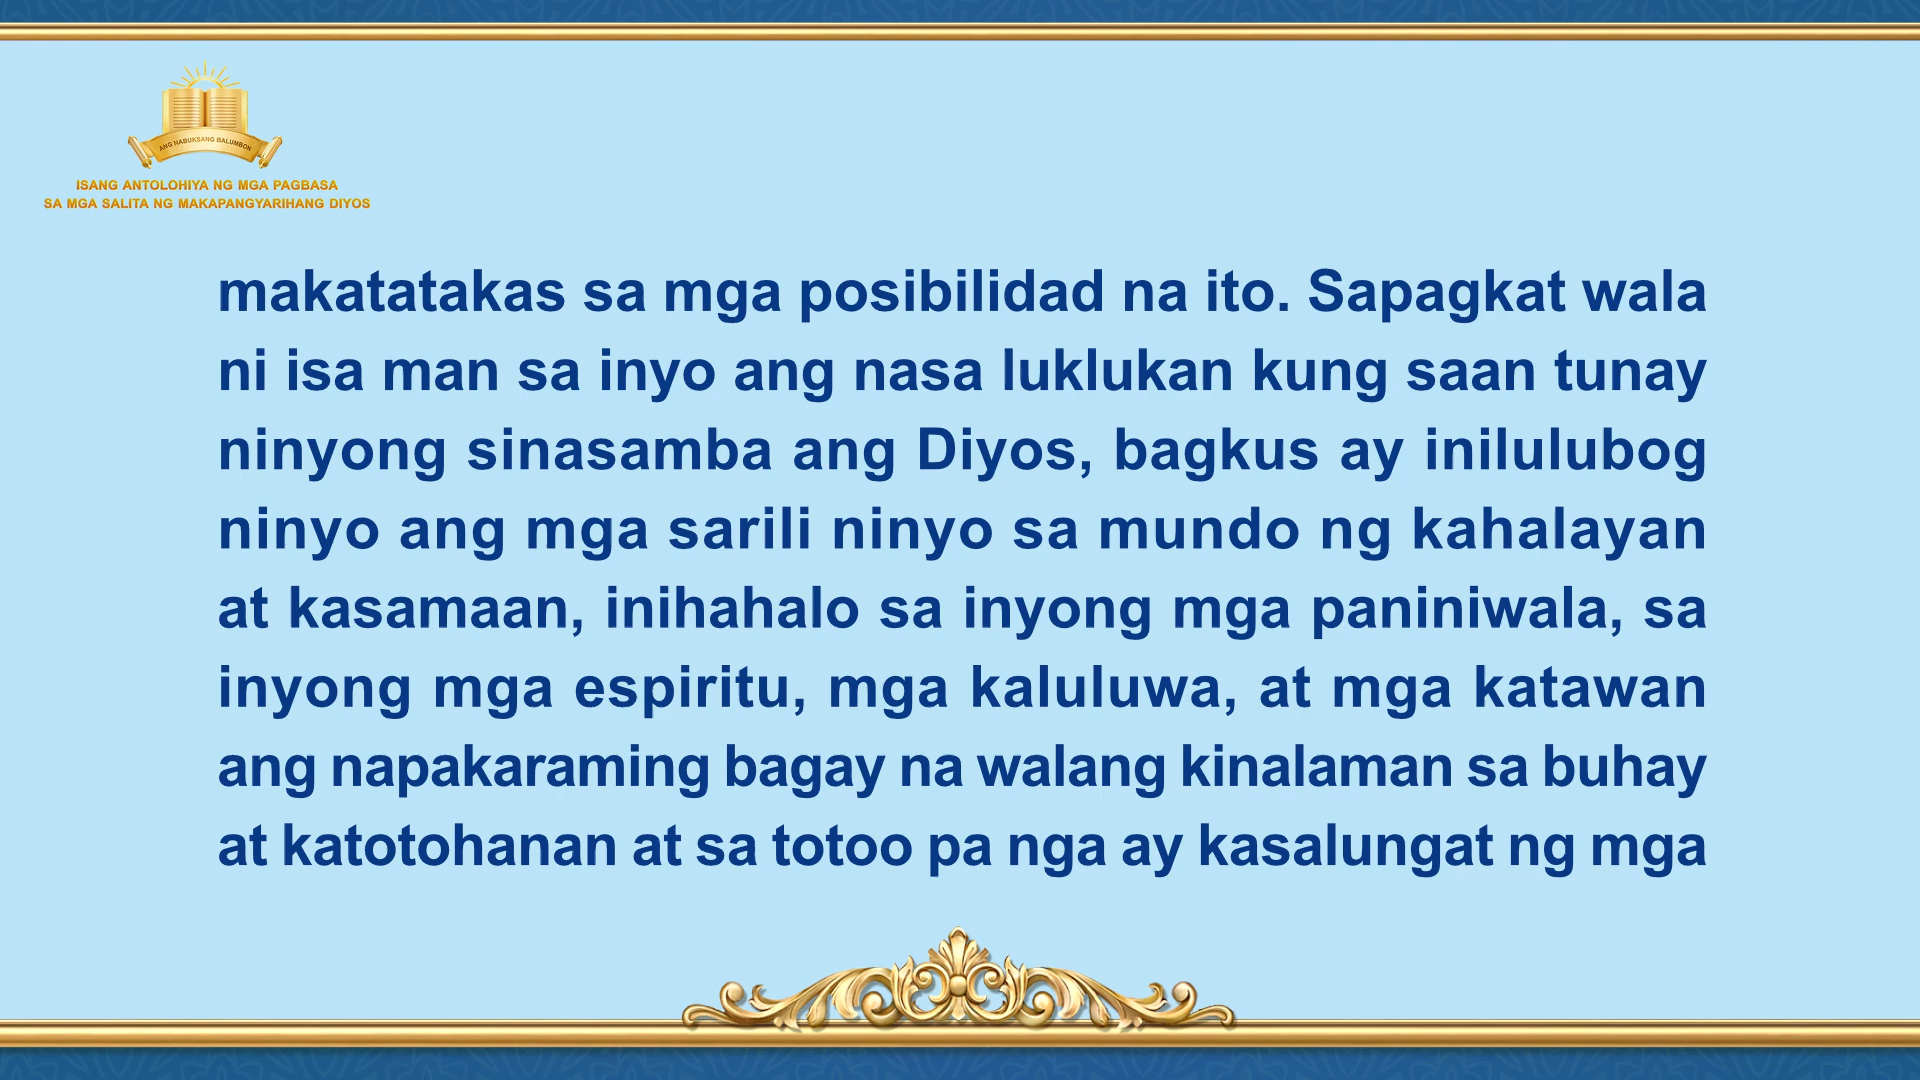 ANG NABUKSANG BALUMBON
ISANG ANTOLOHIYA NG MGA PAGBASA
SA MGA SALITA NG MAKAPANGYARIHANG DIYOS
makatatakas sa mga posibilidad na ito. Sapagkat wala
ni isa man sa inyo ang nasa luklukan kung saan tunay
ninyong sinasamba ang Diyos, bagkus ay inilulubog
ninyo ang mga sarili ninyo sa mundo ng kahalayan
at kasamaan, inihahalo sa inyong mga paniniwala, sa
inyong mga espiritu, mga kaluluwa, at mga katawan
ang napakaraming bagay na walang kinalaman sa buhay
at katotohanan at sa totoo pa nga ay kasalungat ng mga